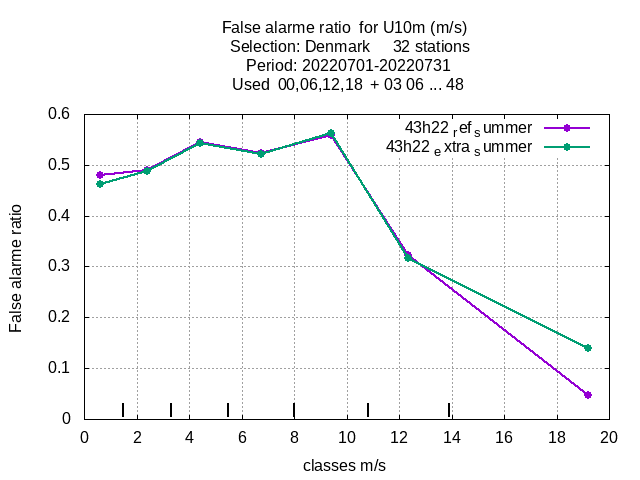 False alarme ratio for U10m (m/s)
Selection: Denmark 32 stations
Period: 20220701-20220731
Used 00,06,12,18 + 03 06 ... 48
43h22 ref summer
43h22 extra summer
0.6
0.5
0.4
0.3
0.2
0.1
0
False alarme ratio
0 2 4 6 8 10 12 14 16 18 20
classes m/s